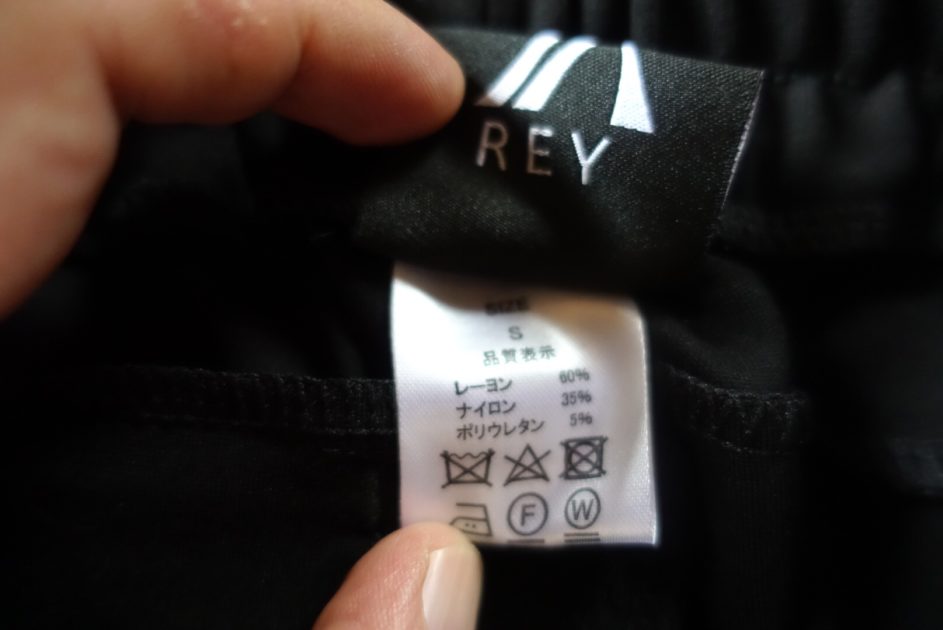 REY
SIZE
S
品質表示
レーヨン 60%
ナイロン 35%
ポリウレタン 5%
F W